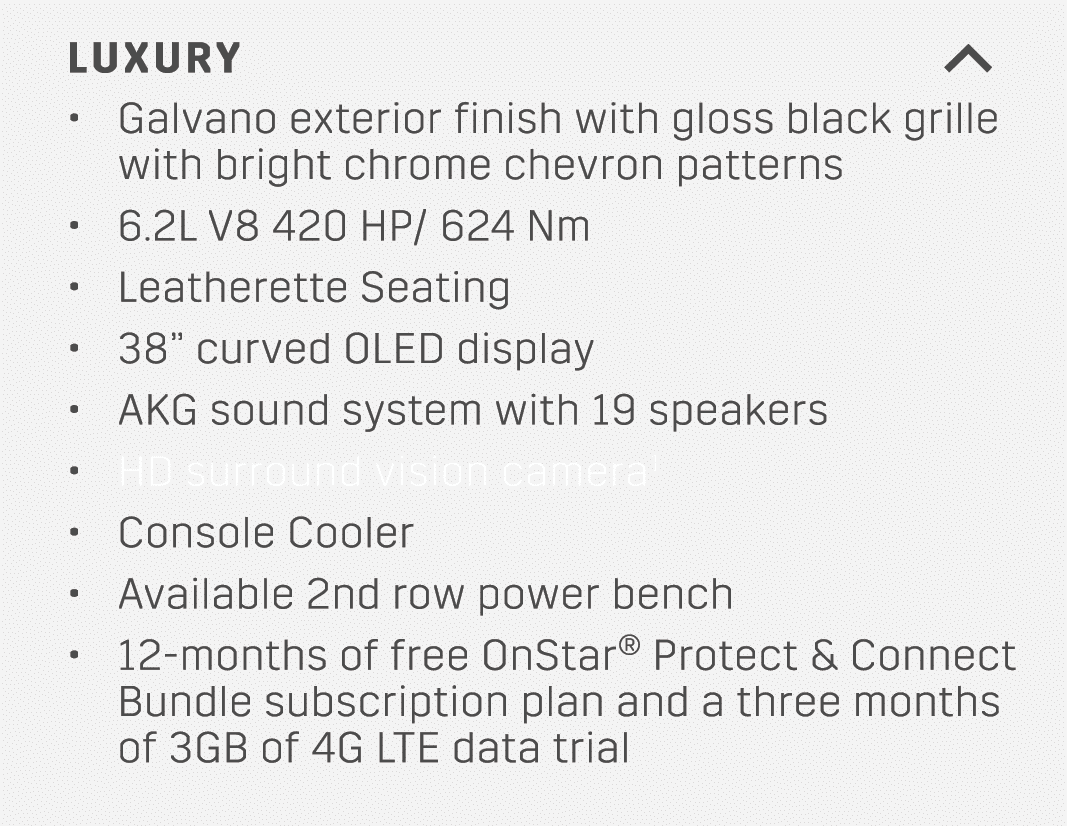 LUXURY
• Galvano exterior finish with gloss black grille
with bright chrome chevron patterns
• 6.2L V8 420 HP/ 624 Nm
• Leatherette Seating
• 38” curved OLED display
• AKG sound system with 19 speakers
• HD surround vision camera¹
• Console Cooler
• Available 2nd row power bench
• 12-months of free OnStar® Protect & Connect
Bundle subscription plan and a three months
of 3GB of 4G LTE data trial